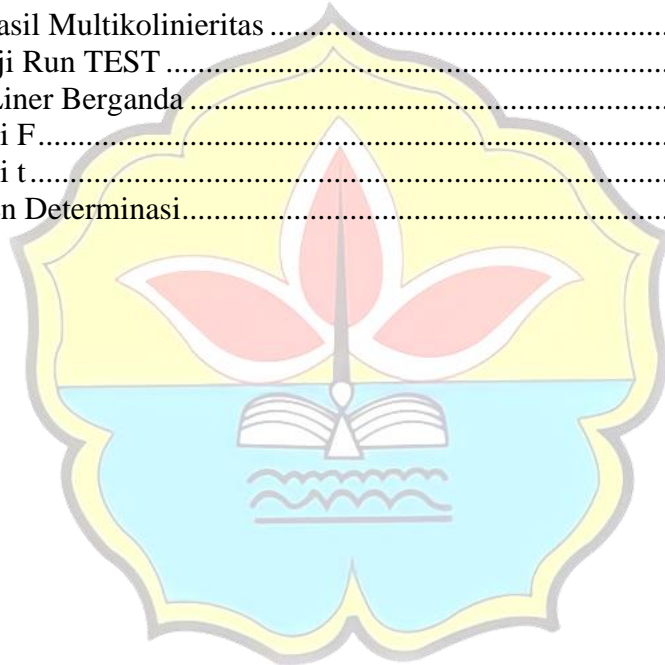 asil Multikolinieritas ..........................................................
ji Run TEST ........................................................................
Liner Berganda .....................................................................
i F.........................................................................................
i t..........................................................................................
n Determinasi......................................................................